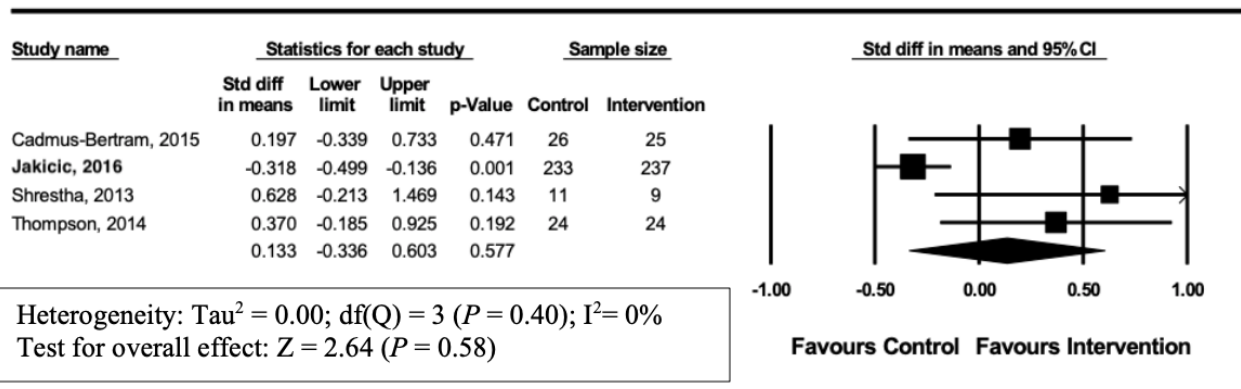 Study name Statistics for each study Sample size Std diff in means and 95% CI
Std diff Lower Upper
in means limit limit p-Value Control Intervention
Cadmus-Bertram, 2015 0.197 -0.339 0.733 0.471 26 25
Jakicic, 2016 -0.318 -0.499 -0.136 0.001 233 237
Shrestha, 2013 0.628 -0.213 1.469 0.143 11 9
Thompson, 2014 0.370 -0.185 0.925 0.192 24 24
0.133 -0.336 0.603 0.577
-1.00 -0.50 0.00 0.50 1.00
Heterogeneity: Tau² = 0.00; df(Q) = 3 (P = 0.40); I²= 0%
Test for overall effect: Z = 2.64 (P = 0.58)
Favours Control Favours Intervention